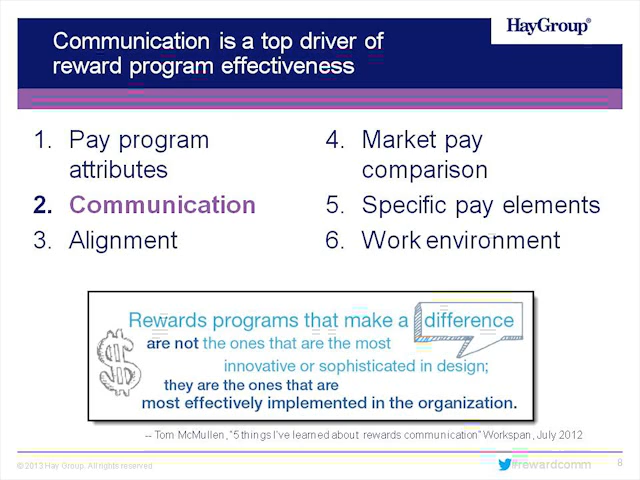 Communication is a top driver of
reward program effectiveness
HayGroup®
1. Pay program
attributes
2. Communication
3. Alignment
4. Market pay
comparison
5. Specific pay elements
6. Work environment
Rewards programs that make a difference
are not the ones that are the most
innovative or sophisticated in design;
they are the ones that are
most effectively implemented in the organization.
-- Tom McMullen, "5 things I've learned about rewards communication" Workspan, July 2012
© 2013 Hay Group. All rights reserved
#rewardcomm
8